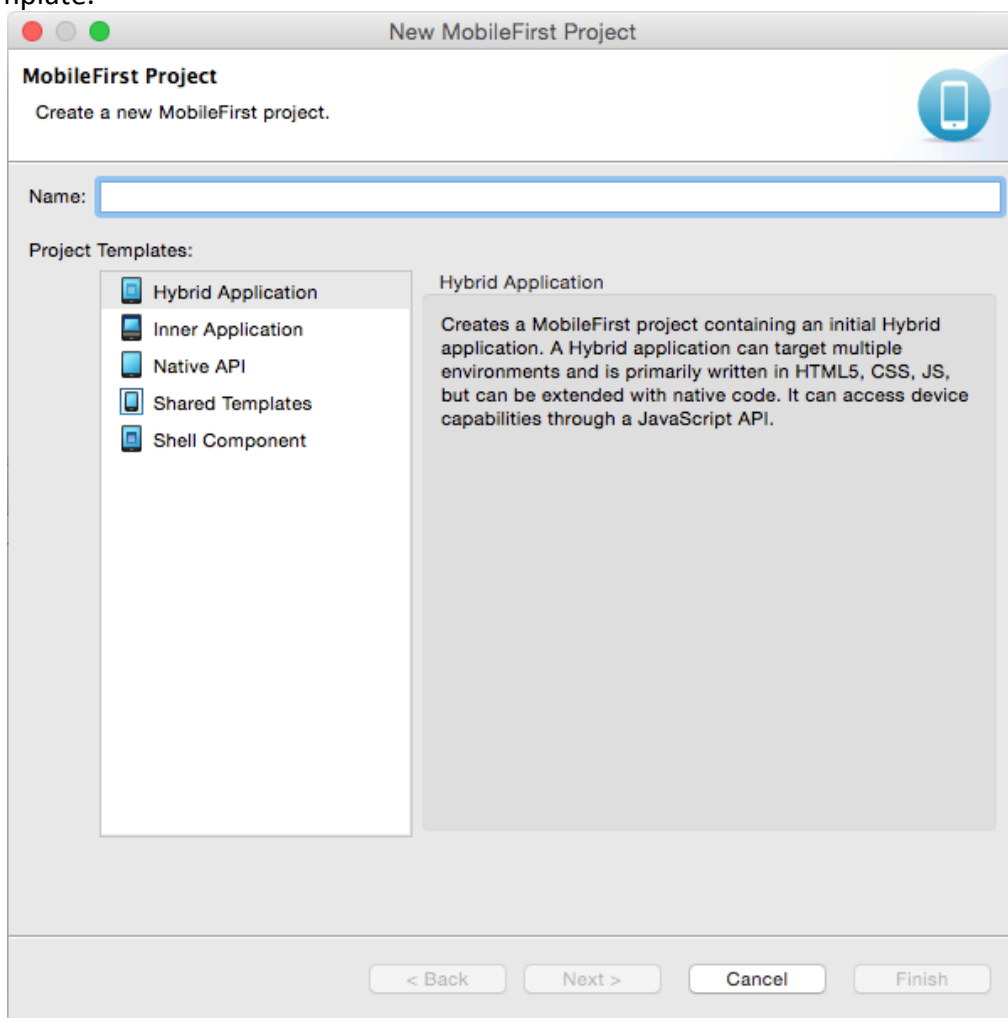 New MobileFirst Project
MobileFirst Project
Create a new MobileFirst project.
Name:
Project Templates:
Hybrid Application
Inner Application
Native API
Shared Templates
Shell Component
Hybrid Application
Creates a MobileFirst project containing an initial Hybrid
application. A Hybrid application can target multiple
environments and is primarily written in HTML5, CSS, JS,
but can be extended with native code. It can access device
capabilities through a JavaScript API.
< Back Next > Cancel Finish